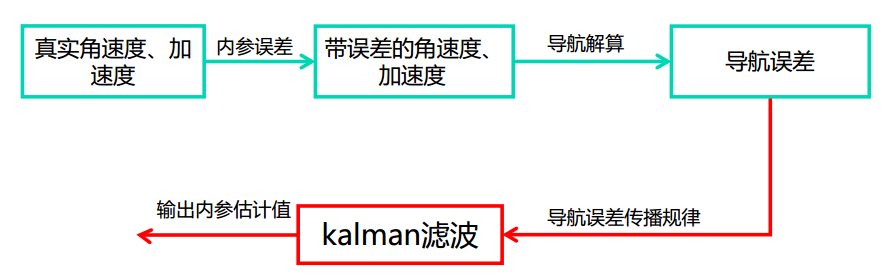 真实角速度、加
速度
内参误差
带误差的角速度、
加速度
导航解算
导航误差
输出内参估计值
kalman滤波
导航误差传播规律